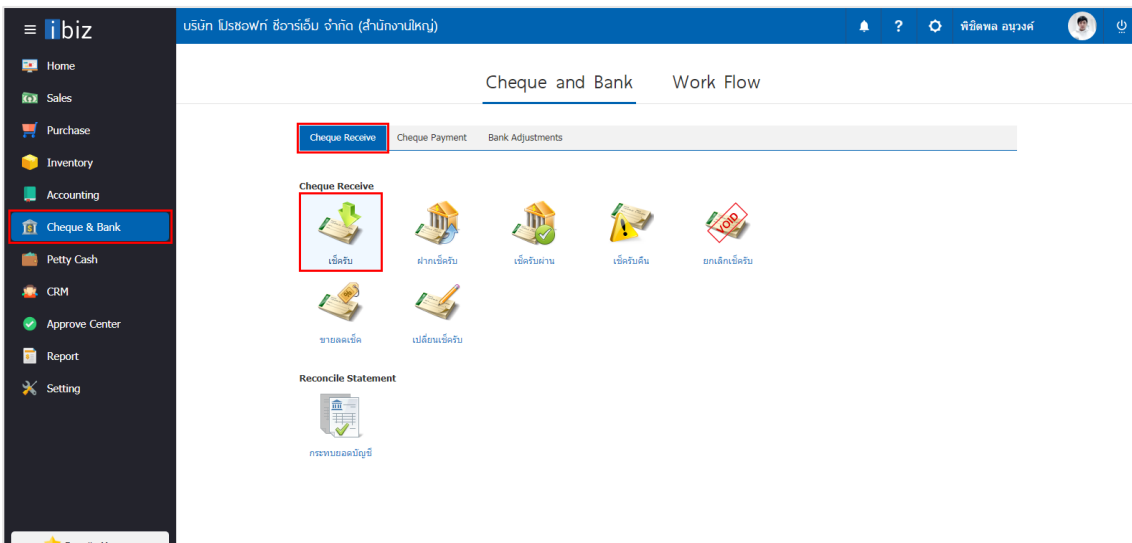 ibiz
บริษัท โปรซอฟท์ ซีอาร์เอ็ม จำกัด (สำนักงานใหญ่)
? พิชิตพล อนุวงค์
Home
Sales
Purchase
Inventory
Accounting
Cheque & Bank
Petty Cash
CRM
Approve Center
Report
Setting
Cheque and Bank Work Flow
Cheque Receive Cheque Payment Bank Adjustments
Cheque Receive
VOID
เช็ครับ ฝากเช็ครับ เช็ครับผ่าน เช็ครับคืน ยกเลิกเช็ครับ
ขายลดเช็ค เปลี่ยนเช็ครับ
Reconcile Statement
กระทบยอดบัญชี